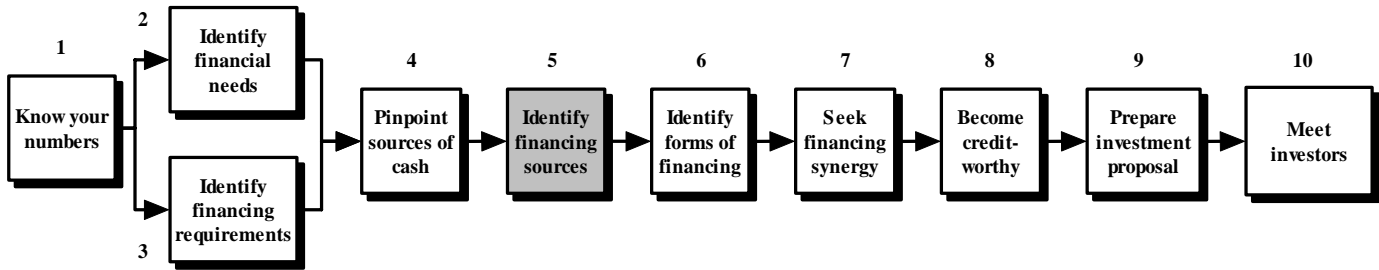 1
Know your
numbers
2
Identify
financial
needs
3
Identify
financing
requirements
4
Pinpoint
sources of
cash
5
Identify
financing
sources
6
Identify
forms of
financing
7
Seek
financing
synergy
8
Become
credit-
worthy
9
Prepare
investment
proposal
10
Meet
investors